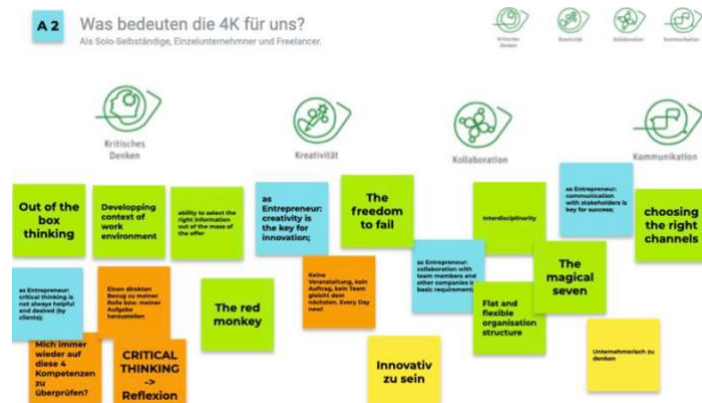 A 2
Was bedeuten die 4K für uns?
Als Solo-Selbständige, Einzelunternehmner und Freelancer.
Kritisches
Denken
Kreativität
Kollaboration
Kommunikation
Kritisches
Denken
Kreativität
Kollaboration
Kommunikation
Out of the
box
thinking
Developping
context of
work
environment
ability to select the
right information
out of the mass of
the offer
as
Entrepreneur:
creativity is
the key for
innovation;
The
freedom
to fail
Interdisciplinarity
as Entrepreneur:
communication
with stakeholders is
key for success;
choosing
the right
channels
as Entrepreneur:
critical thinking is
not always helpful
and desired (by
clients);
Einen direkten
Bezug zu meiner
Rolle bzw. meiner
Aufgabe
herzustellen
The red
monkey
Keine
Veranstaltung, kein
Auftrag, kein Team
gleicht dem
nächsten. Every Day
new!
as Entrepreneur:
collaboration with
team members and
other companies is
basic requirement;
The
magical
seven
Flat and
flexible
organisation
structure
Mich immer
wieder auf
diese 4
Kompetenzen
zu
überprüfen?
CRITICAL
THINKING
->
Reflexion
Innovativ
zu sein
Unternehmerisch zu
denken